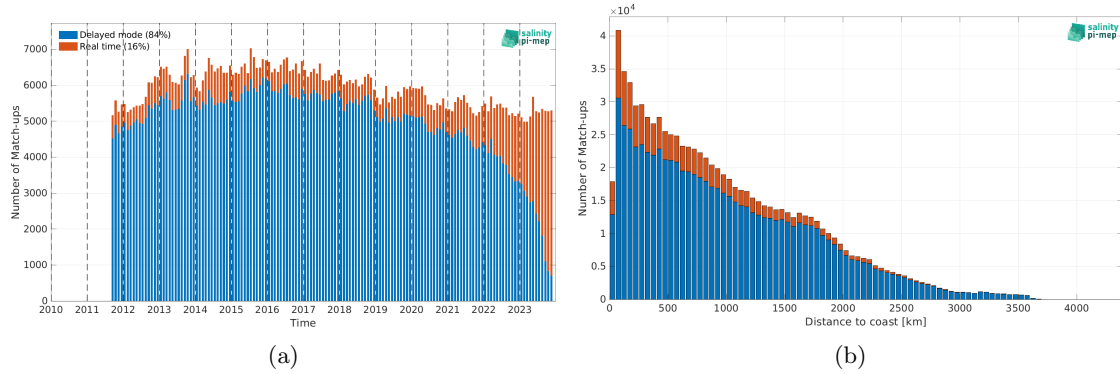 Delayed mode (84%)
Real time (16%)
salinity
pi-mep
7000
6000
5000
4000
3000
2000
1000
0
Number of Match-ups
2010 2011 2012 2013 2014 2015 2016 2017 2018 2019 2020 2021 2022 2023
Time
(a)
×10⁴
salinity
pi-mep
4
3.5
3
2.5
2
1.5
1
0.5
0
Number of Match-ups
0 500 1000 1500 2000 2500 3000 3500 4000
Distance to coast [km]
(b)